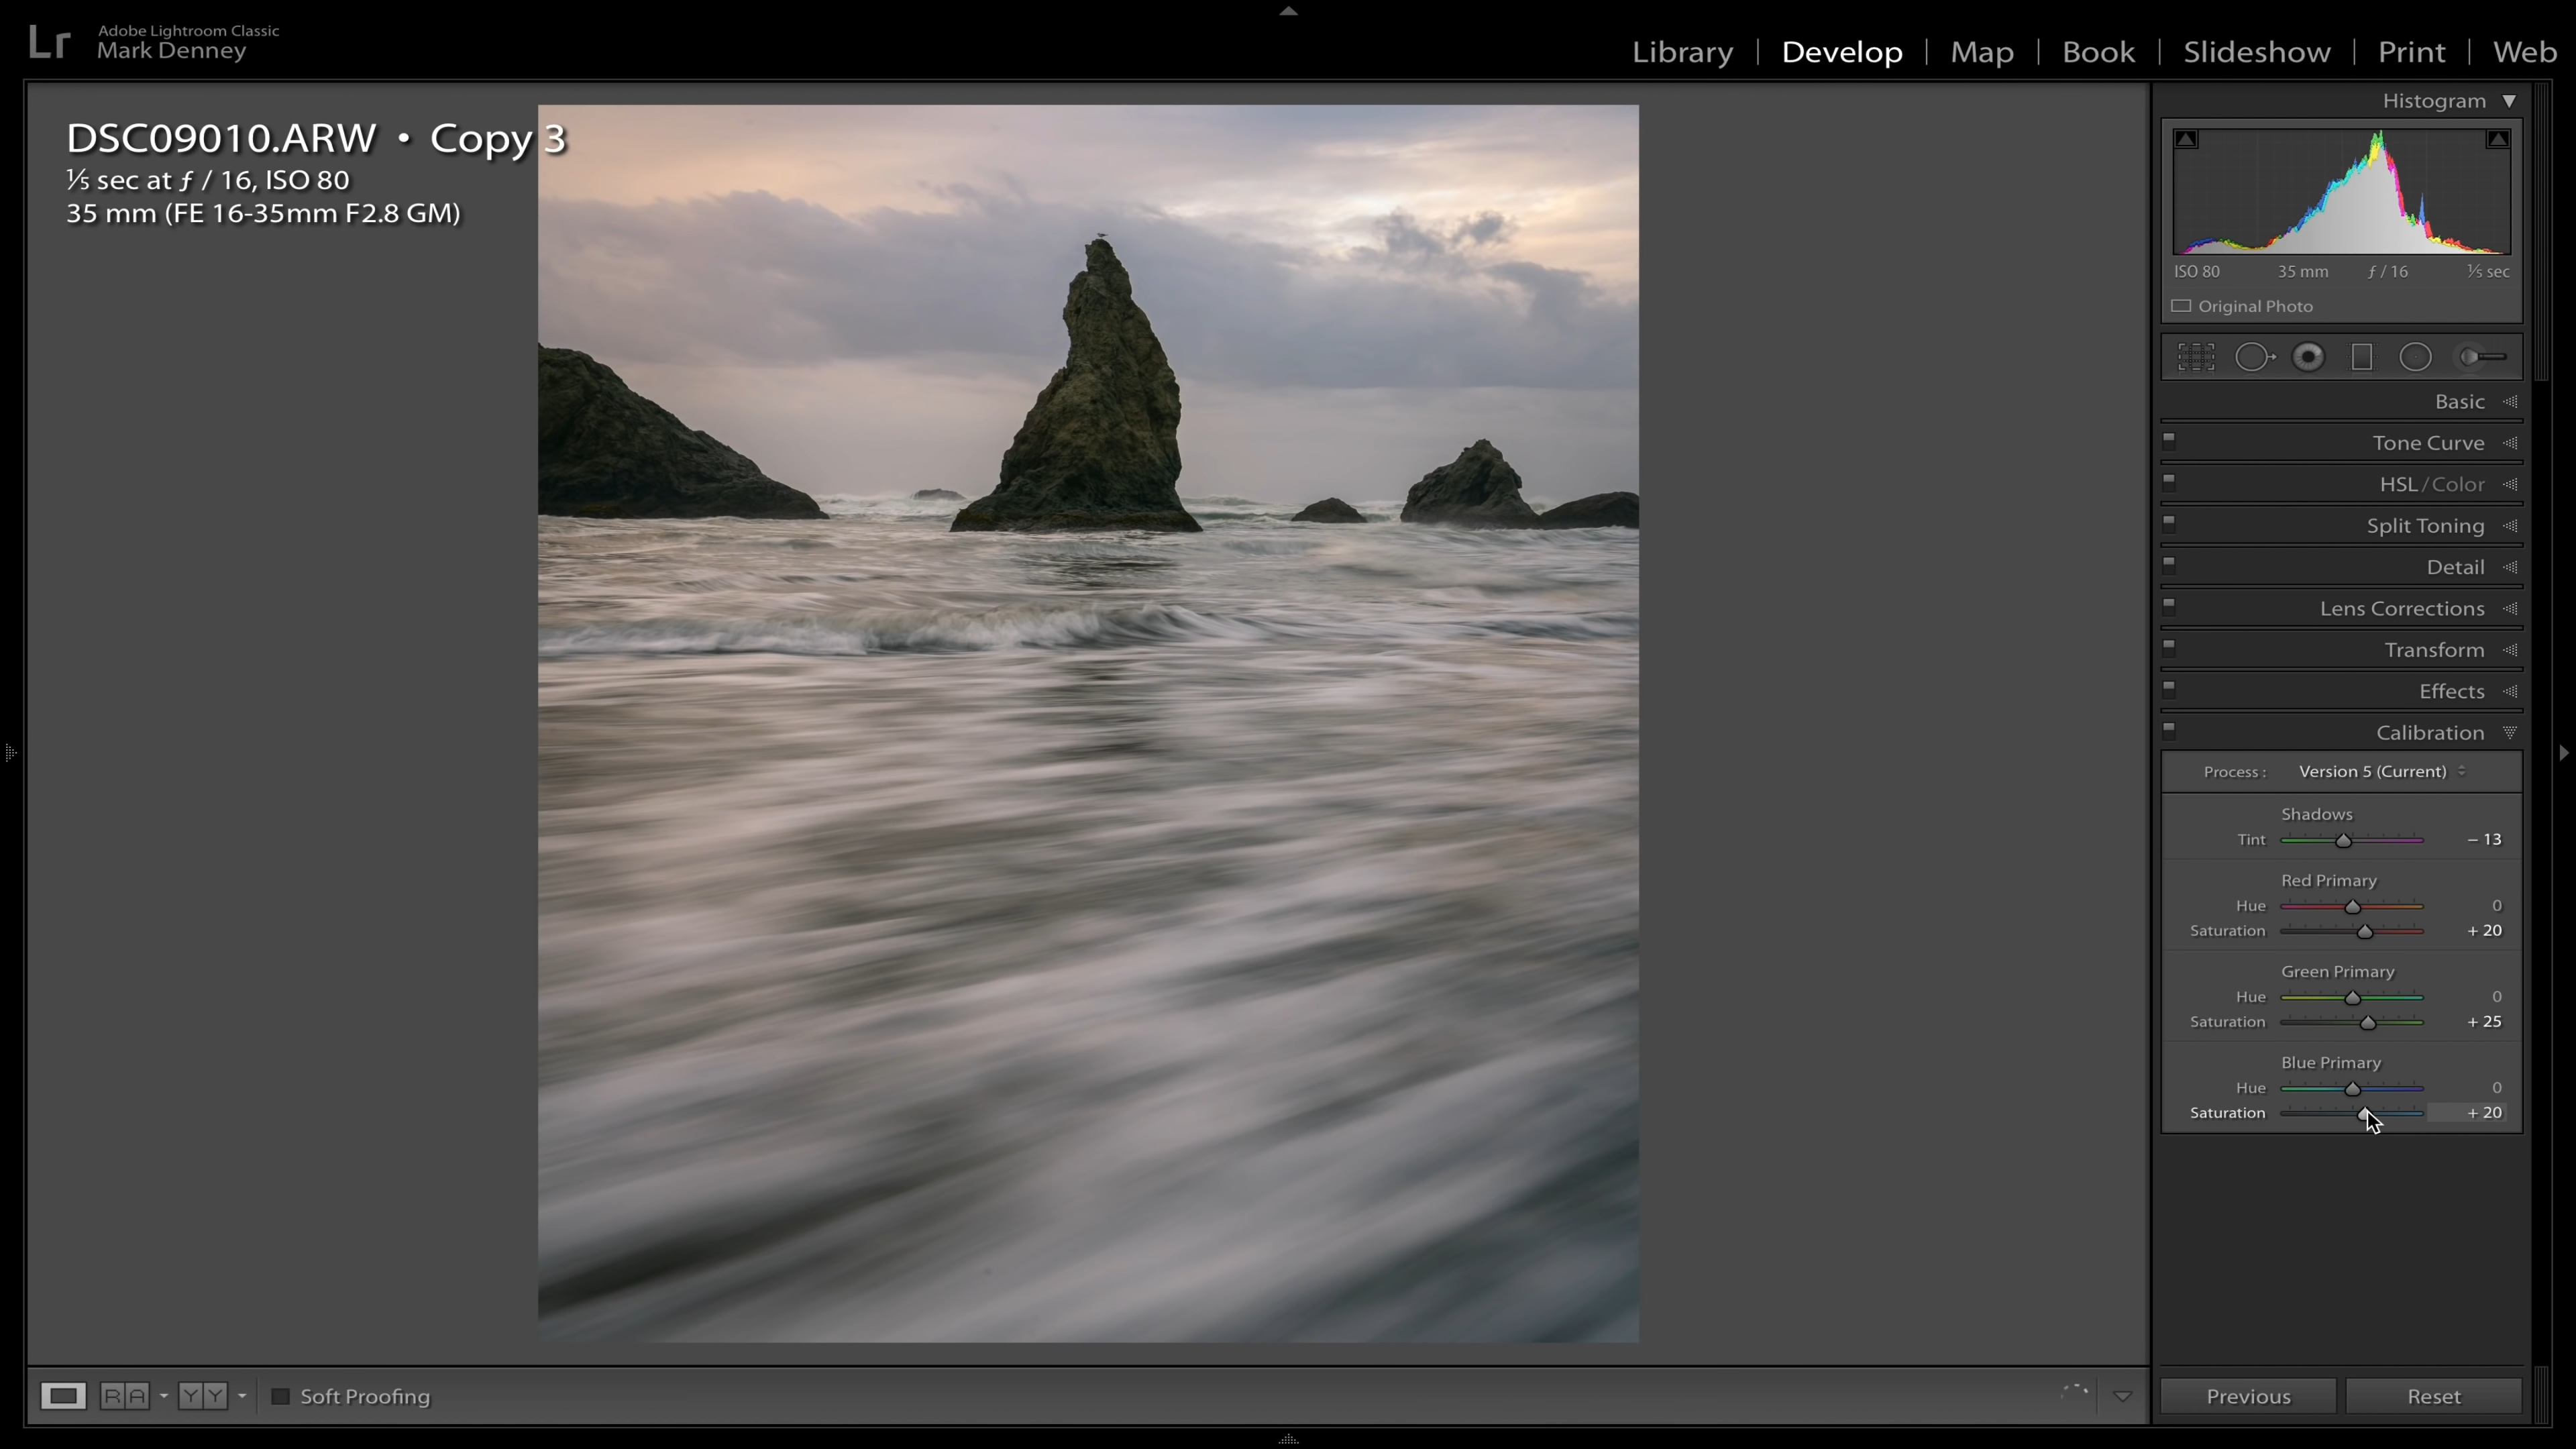 Lr
Adobe Lightroom Classic
Mark Denney
Library | Develop | Map | Book | Slideshow | Print | Web
DSC09010.ARW • Copy 3
⅕ sec at ƒ / 16, ISO 80
35 mm (FE 16-35mm F2.8 GM)
Histogram
ISO 80 35 mm ƒ / 16 ⅕ sec
Original Photo
Basic
Tone Curve
HSL / Color
Split Toning
Detail
Lens Corrections
Transform
Effects
Calibration
Process : Version 5 (Current)
Shadows
Tint − 13
Red Primary
Hue 0
Saturation + 20
Green Primary
Hue 0
Saturation + 25
Blue Primary
Hue 0
Saturation + 20
R A Y Y Soft Proofing
Previous Reset